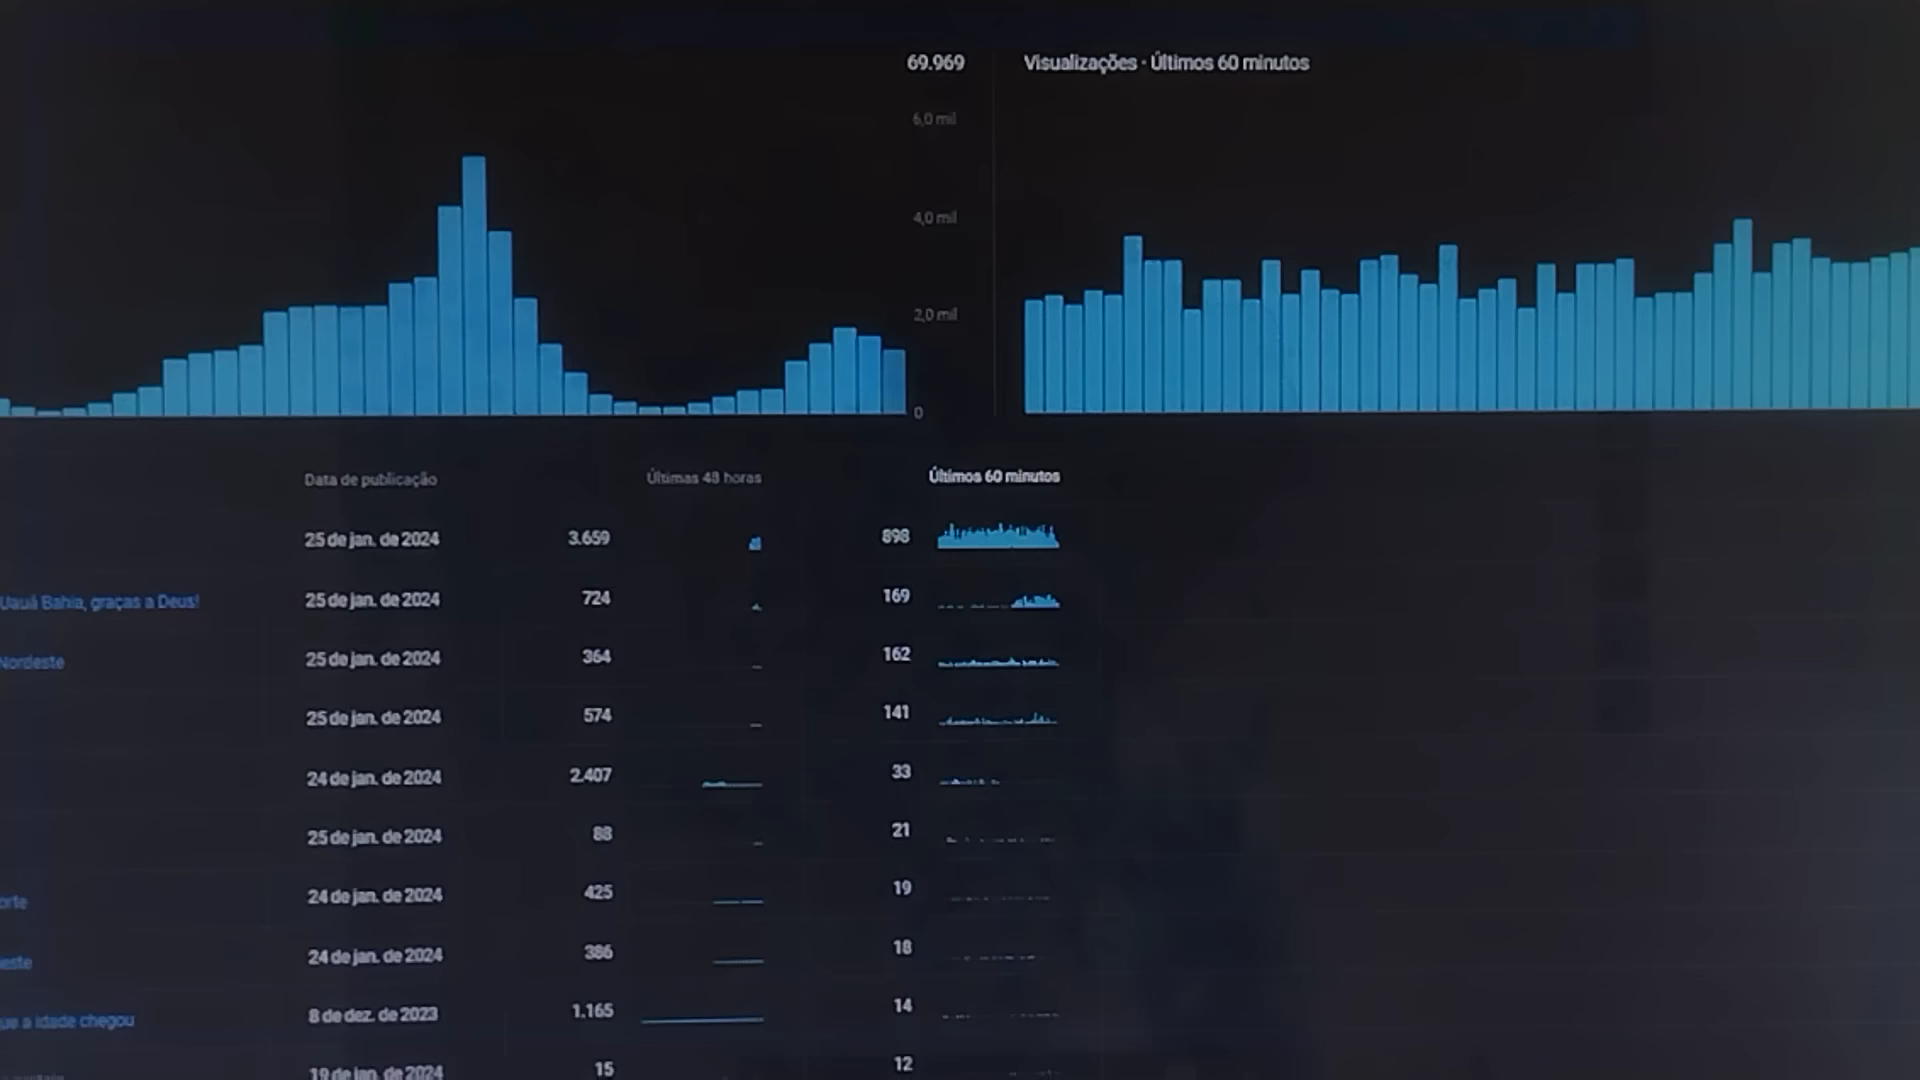 69.969
Visualizações · Últimos 60 minutos
6,0 mil
4,0 mil
2,0 mil
0
Data de publicação
Últimas 48 horas
Últimos 60 minutos
25 de jan. de 2024 3.659 898
Uauá Bahia, graças a Deus! 25 de jan. de 2024 724 169
Nordeste 25 de jan. de 2024 364 162
25 de jan. de 2024 574 141
24 de jan. de 2024 2.407 33
25 de jan. de 2024 88 21
orte 24 de jan. de 2024 425 19
este 24 de jan. de 2024 386 18
que a idade chegou 8 de dez. de 2023 1.165 14
19 de jan. de 2024 15 12